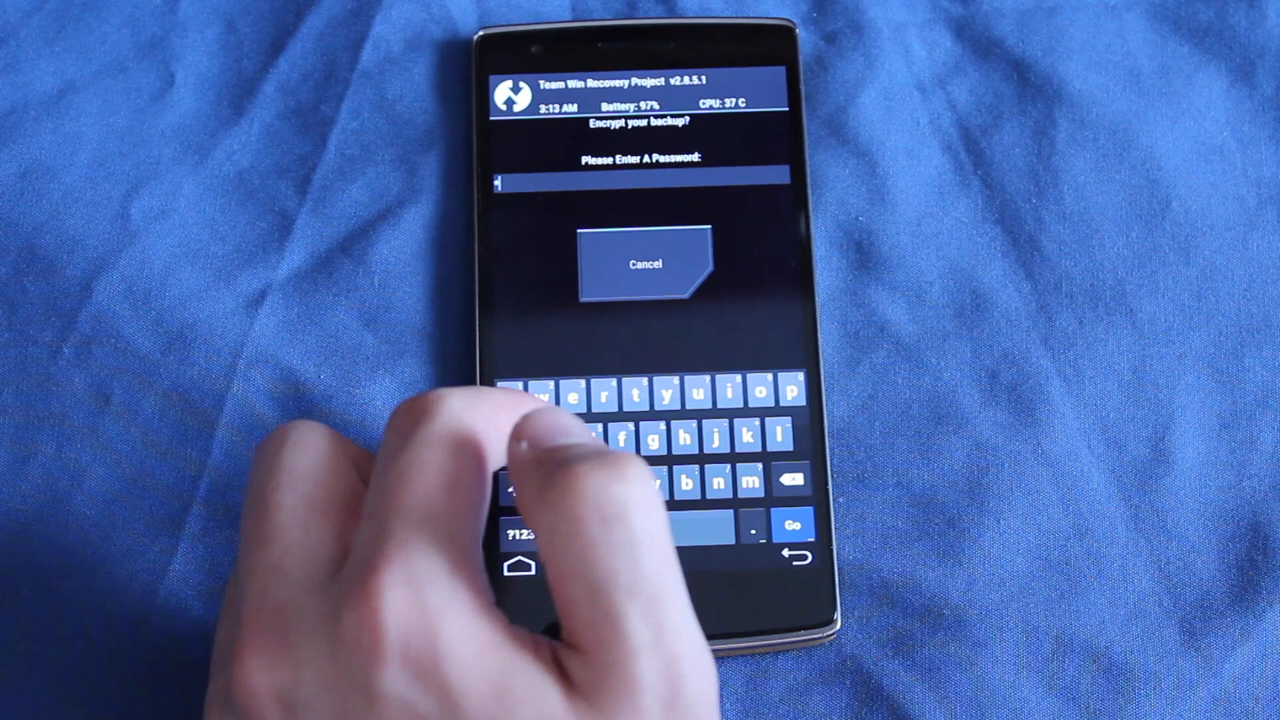 Team Win Recovery Project v2.8.5.1
3:13 AM Battery: 97% CPU: 37 C
Encrypt your backup?
Please Enter A Password:
*
Cancel
w e r t y u i o p
f g h j k l
v b n m
?123 . Go